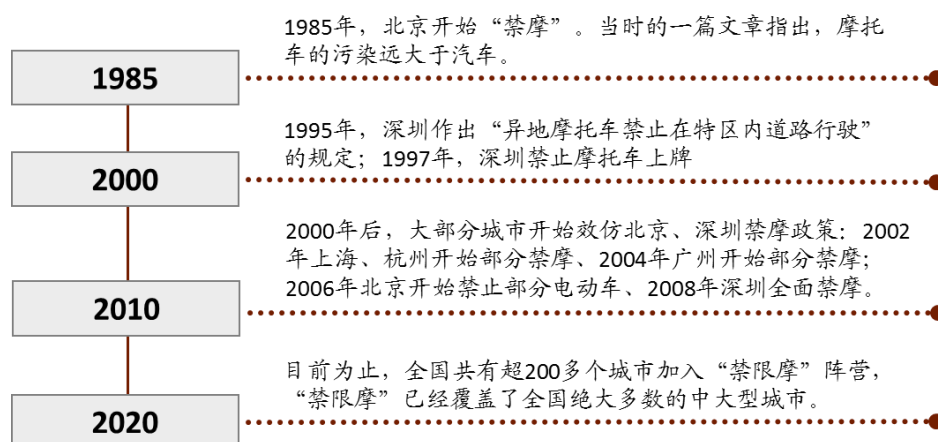 1985年，北京开始“禁摩”。当时的一篇文章指出，摩托
车的污染远大于汽车。
1985
1995年，深圳作出“异地摩托车禁止在特区内道路行驶”
的规定；1997年，深圳禁止摩托车上牌
2000
2000年后，大部分城市开始效仿北京、深圳禁摩政策：2002
年上海、杭州开始部分禁摩、2004年广州开始部分禁摩；
2006年北京开始禁止部分电动车、2008年深圳全面禁摩。
2010
目前为止，全国共有超200多个城市加入“禁限摩”阵营，
“禁限摩”已经覆盖了全国绝大多数的中大型城市。
2020